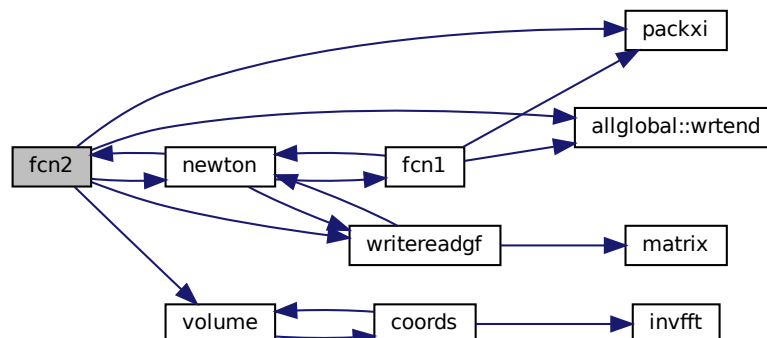 packxi
allglobal::wrtend
fcn2
newton
fcn1
writereadgf
matrix
volume
coords
invfft